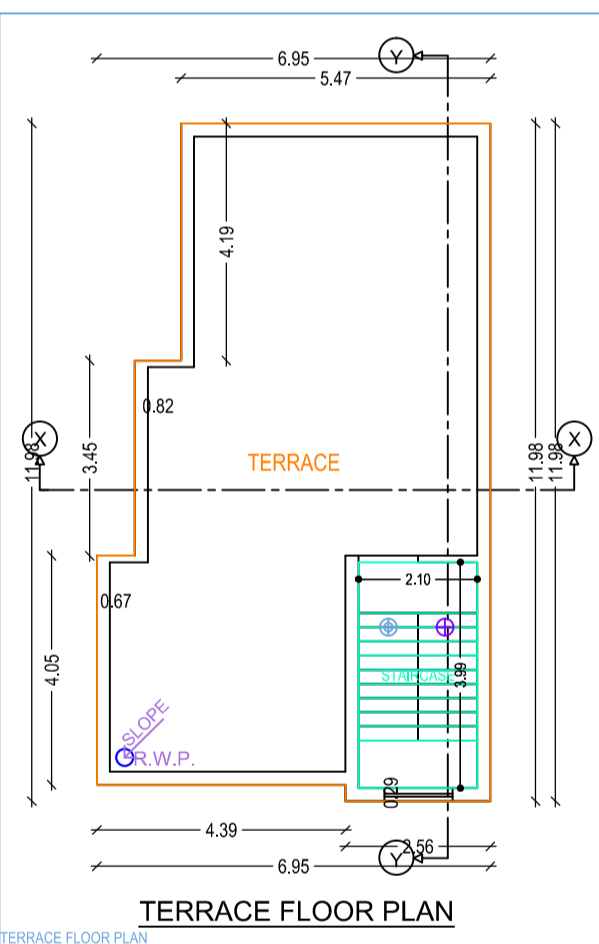 6.95
Y
5.47
4.19
0.82
X
X
11.98
3.45
TERRACE
11.98
11.98
2.10
0.67
4.05
STAIRCASE
3.99
SLOPE
R.W.P.
0.29
4.39
2.56
Y
6.95
TERRACE FLOOR PLAN
TERRACE FLOOR PLAN